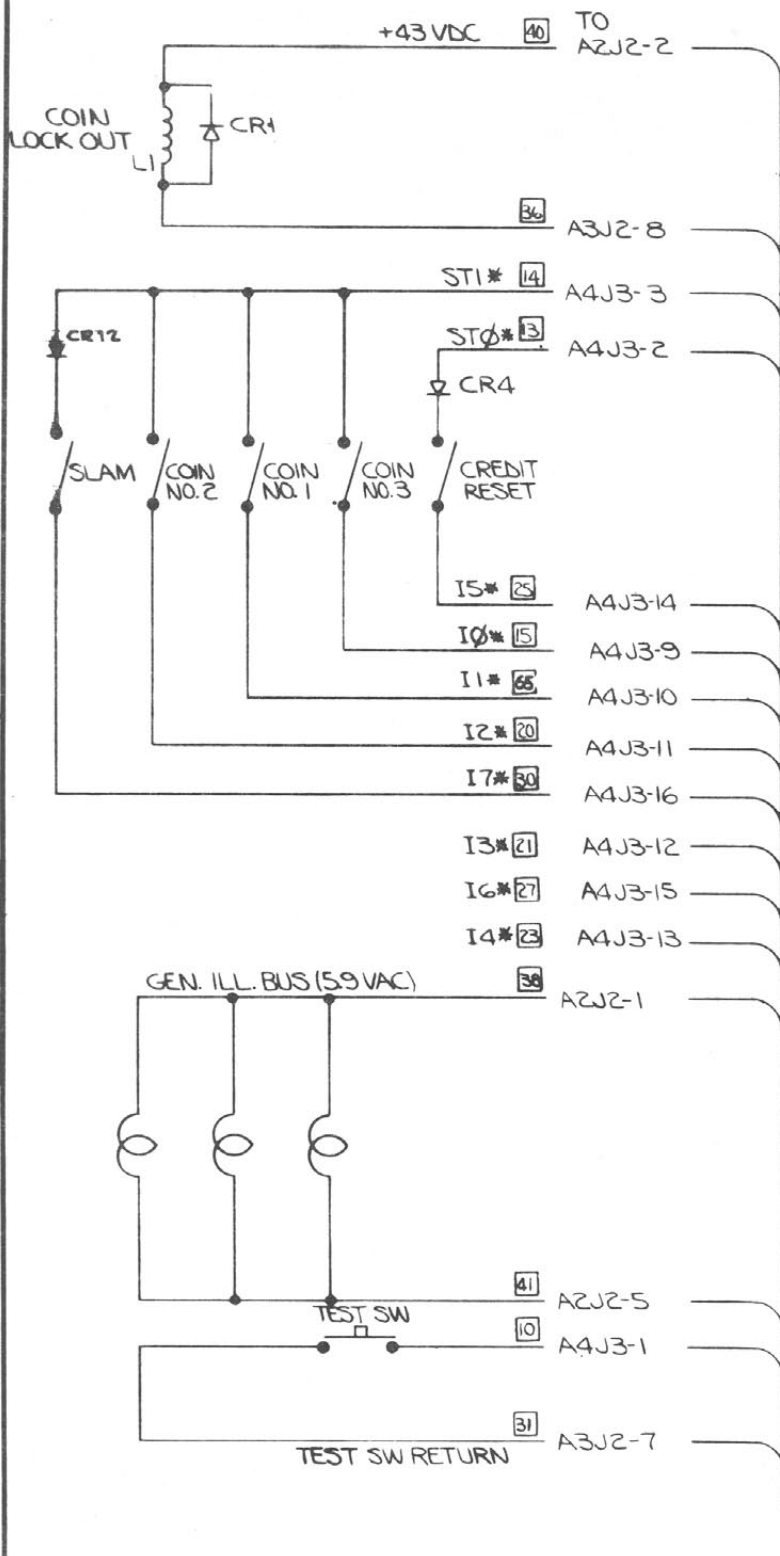 +43 VDC 40 TO
A2J2-2
COIN
LOCK OUT L1 CR1
36 A3J2-8
ST1* 14 A4J3-3
CR12
STØ* 13 A4J3-2
CR4
SLAM
COIN
NO.2
COIN
NO.1
COIN
NO.3
CREDIT
RESET
I5* 25 A4J3-14
IØ* 15 A4J3-9
I1* 65 A4J3-10
I2* 20 A4J3-11
I7* 30 A4J3-16
I3* 21 A4J3-12
I6* 27 A4J3-15
I4* 23 A4J3-13
GEN. ILL. BUS (5.9 VAC) 38 A2J2-1
41 A2J2-5
TEST SW
10 A4J3-1
31 A3J2-7
TEST SW RETURN